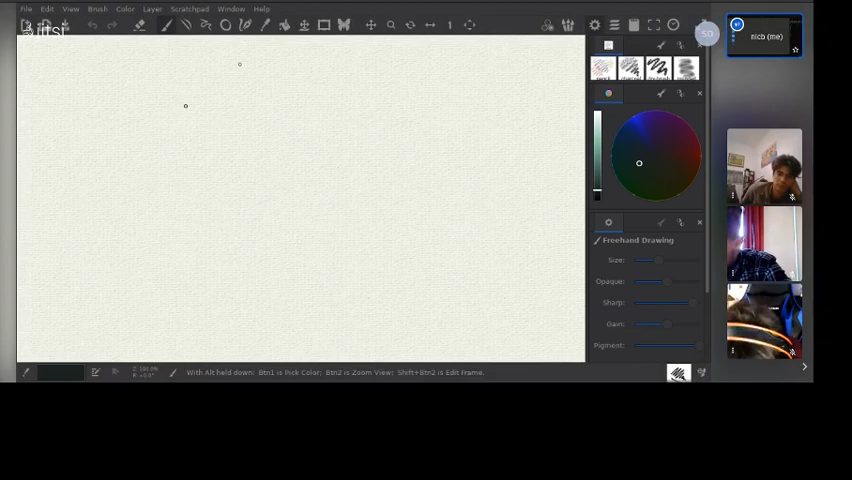 File Edit View Brush Color Layer Scratchpad Window Help
jitsi
SD
nicb (me)
Freehand Drawing
Size:
Opaque:
Sharp:
Gain:
Pigment:
With Alt held down: Btn1 is Pick Color; Btn2 is Zoom View; Shift+Btn2 is Edit Frame.